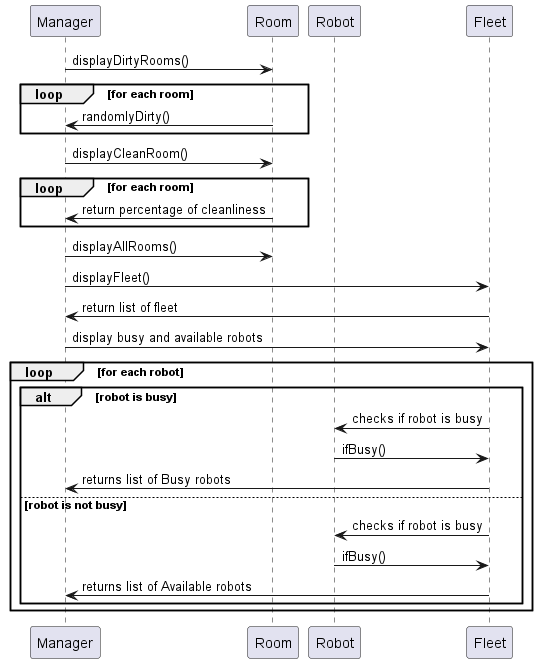 Manager Room Robot Fleet
displayDirtyRooms()
loop [for each room]
randomlyDirty()
displayCleanRoom()
loop [for each room]
return percentage of cleanliness
displayAllRooms()
displayFleet()
return list of fleet
display busy and available robots
loop [for each robot]
alt [robot is busy]
checks if robot is busy
ifBusy()
returns list of Busy robots
[robot is not busy]
checks if robot is busy
ifBusy()
returns list of Available robots
Manager Room Robot Fleet